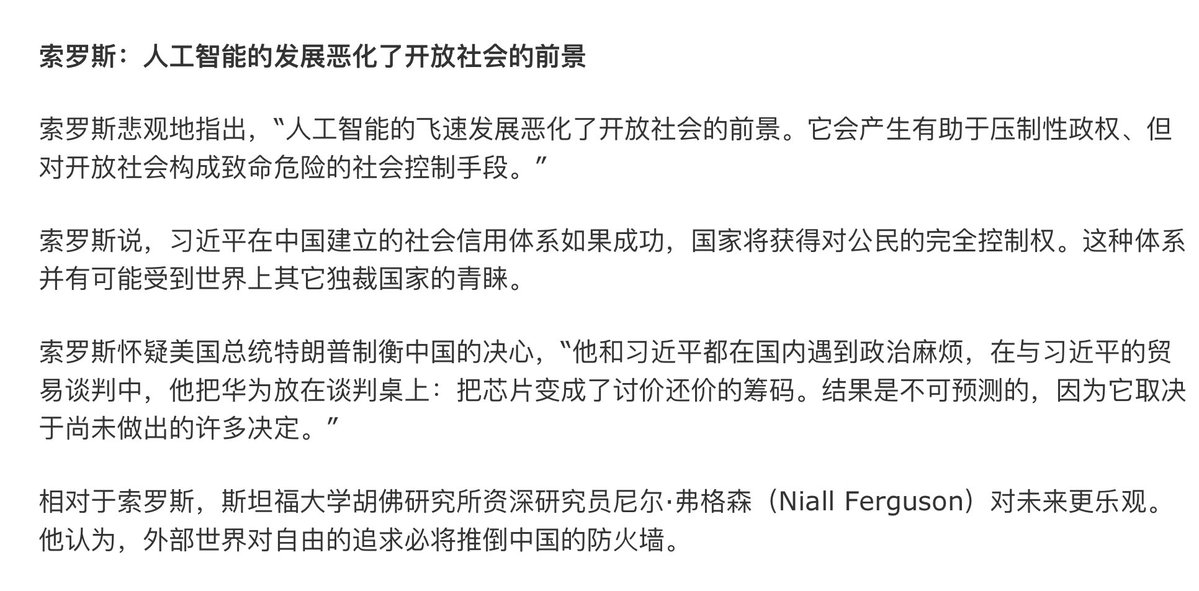 索罗斯：人工智能的发展恶化了开放社会的前景
索罗斯悲观地指出，“人工智能的飞速发展恶化了开放社会的前景。它会产生有助于压制性政权、但
对开放社会构成致命危险的社会控制手段。”
索罗斯说，习近平在中国建立的社会信用体系如果成功，国家将获得对公民的完全控制权。这种体系
并有可能受到世界上其它独裁国家的青睐。
索罗斯怀疑美国总统特朗普制衡中国的决心，“他和习近平都在国内遇到政治麻烦，在与习近平的贸
易谈判中，他把华为放在谈判桌上：把芯片变成了讨价还价的筹码。结果是不可预测的，因为它取决
于尚未做出的许多决定。”
相对于索罗斯，斯坦福大学胡佛研究所资深研究员尼尔·弗格森（Niall Ferguson）对未来更乐观。
他认为，外部世界对自由的追求必将推倒中国的防火墙。